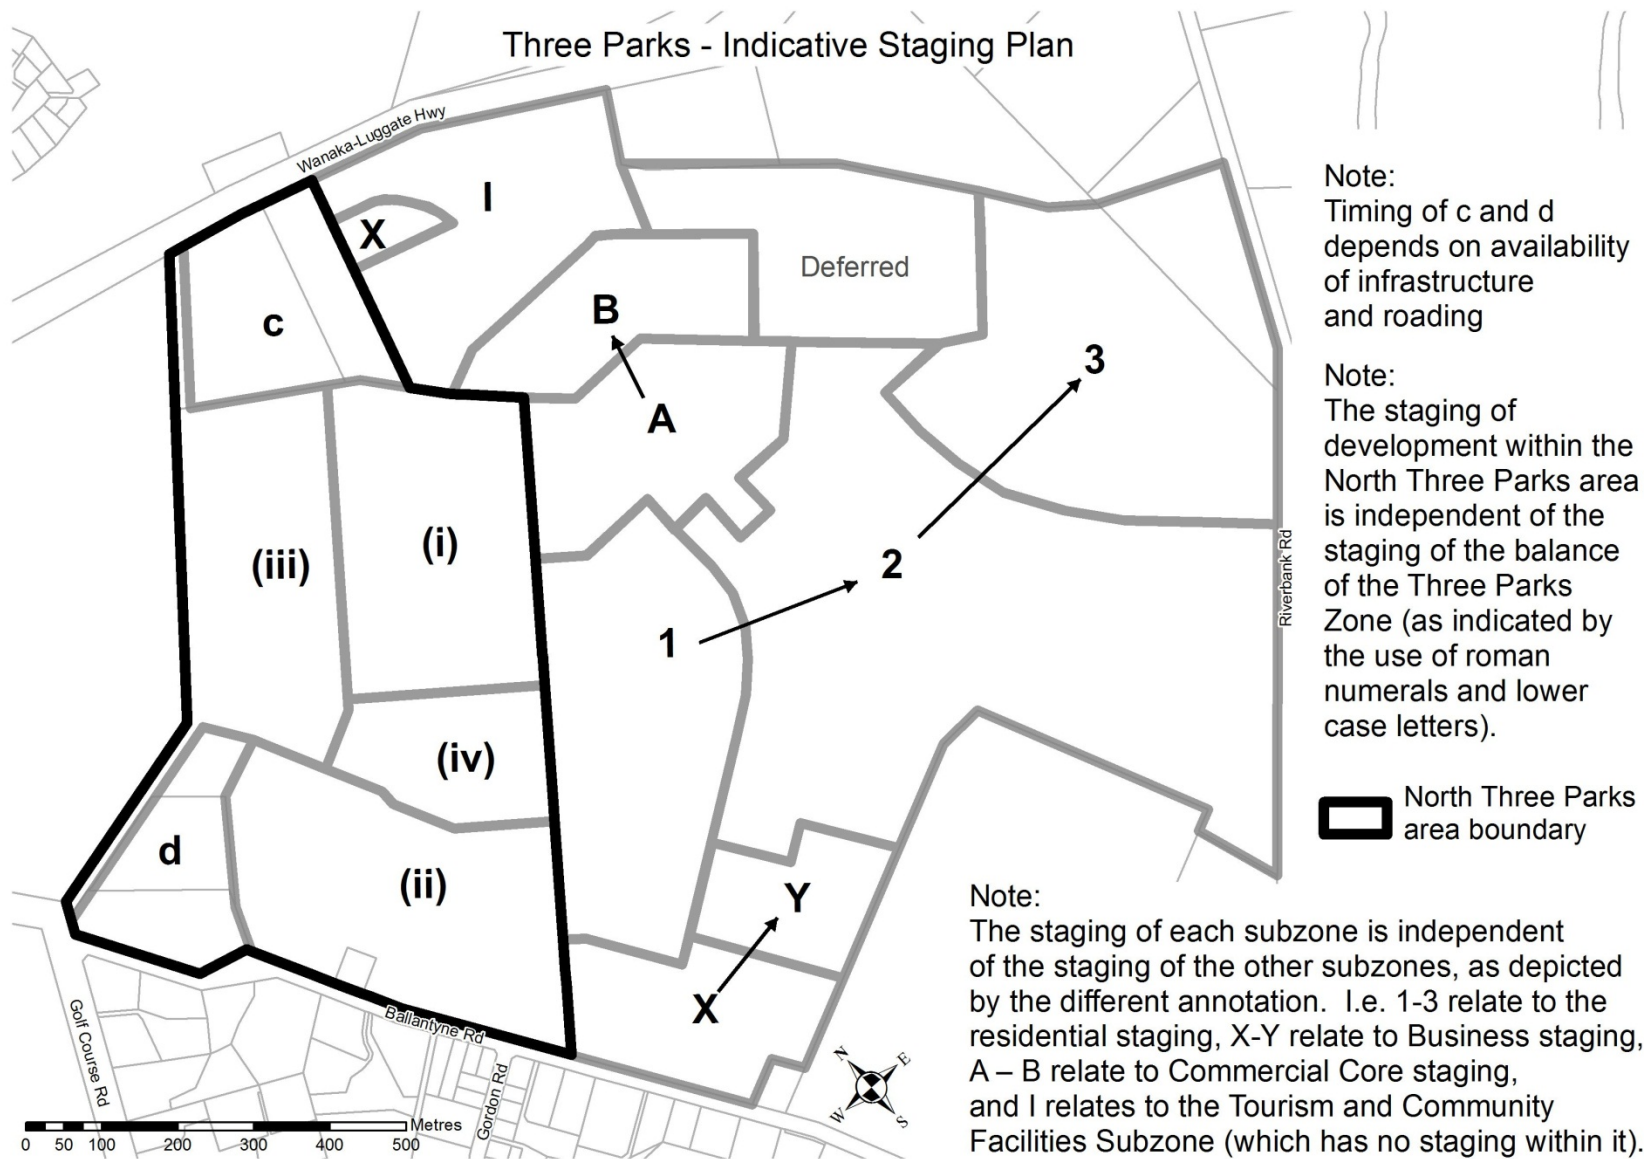 Three Parks - Indicative Staging Plan
Wanaka-Luggate Hwy
I
X
c
B
Deferred
A
3
(iii)
(i)
2
1
(iv)
d
(ii)
Y
X
Riverbank Rd
Golf Course Rd
Ballantyne Rd
Gordon Rd
N
E
W
S
0 50 100 200 300 400 500 Metres
Note:
Timing of c and d
depends on availability
of infrastructure
and roading
Note:
The staging of
development within the
North Three Parks area
is independent of the
staging of the balance
of the Three Parks
Zone (as indicated by
the use of roman
numerals and lower
case letters).
North Three Parks
area boundary
Note:
The staging of each subzone is independent
of the staging of the other subzones, as depicted
by the different annotation.  I.e. 1-3 relate to the
residential staging, X-Y relate to Business staging,
A – B relate to Commercial Core staging,
and I relates to the Tourism and Community
Facilities Subzone (which has no staging within it).